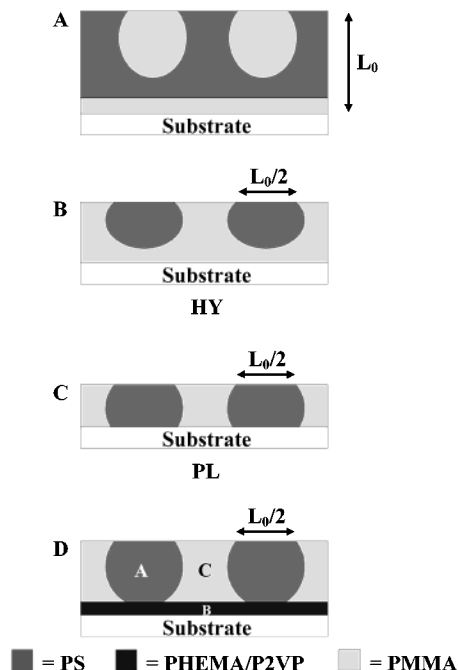 A
L₀
Substrate
L₀/2
B
Substrate
HY
L₀/2
C
Substrate
PL
L₀/2
D
A
C
B
Substrate
= PS = PHEMA/P2VP = PMMA